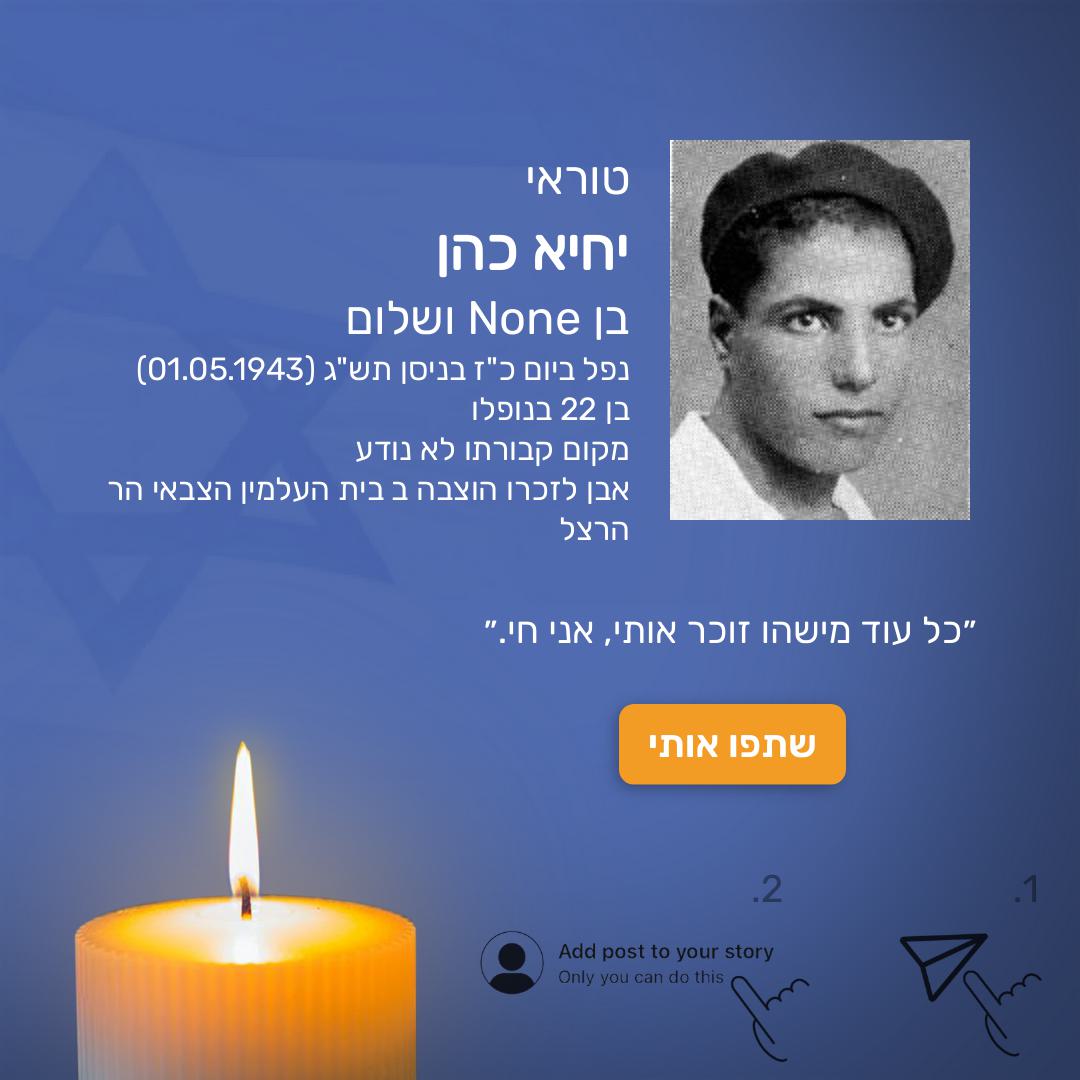 טוראי
יחיא כהן
בן None ושלום
נפל ביום כ"ז בניסן תש"ג (01.05.1943)
בן 22 בנופלו
מקום קבורתו לא נודע
אבן לזכרו הוצבה ב בית העלמין הצבאי הר
הרצל
״כל עוד מישהו זוכר אותי, אני חי.״
שתפו אותי
1.
2.
Add post to your story
Only you can do this